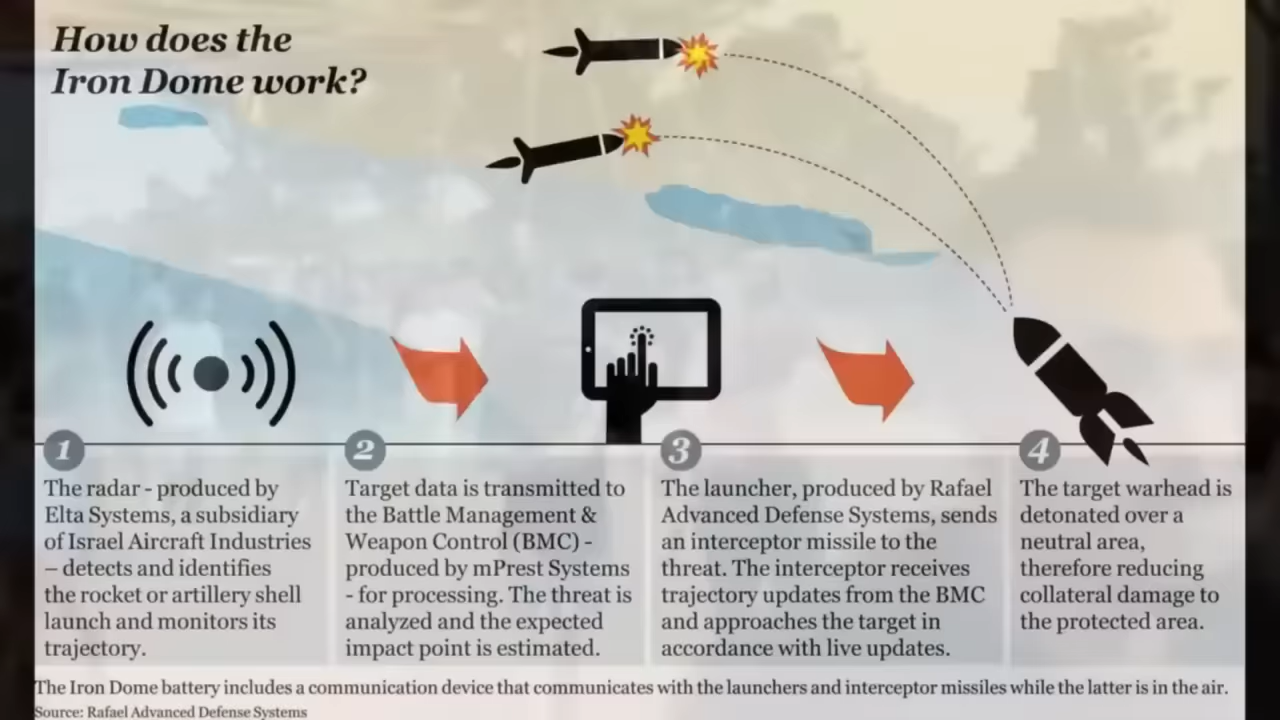 How does the
Iron Dome work?
1
The radar - produced by
Elta Systems, a subsidiary
of Israel Aircraft Industries
– detects and identifies
the rocket or artillery shell
launch and monitors its
trajectory.
2
Target data is transmitted to
the Battle Management &
Weapon Control (BMC) -
produced by mPrest Systems
- for processing. The threat is
analyzed and the expected
impact point is estimated.
3
The launcher, produced by Rafael
Advanced Defense Systems, sends
an interceptor missile to the
threat. The interceptor receives
trajectory updates from the BMC
and approaches the target in
accordance with live updates.
4
The target warhead is
detonated over a
neutral area,
therefore reducing
collateral damage to
the protected area.
The Iron Dome battery includes a communication device that communicates with the launchers and interceptor missiles while the latter is in the air.
Source: Rafael Advanced Defense Systems